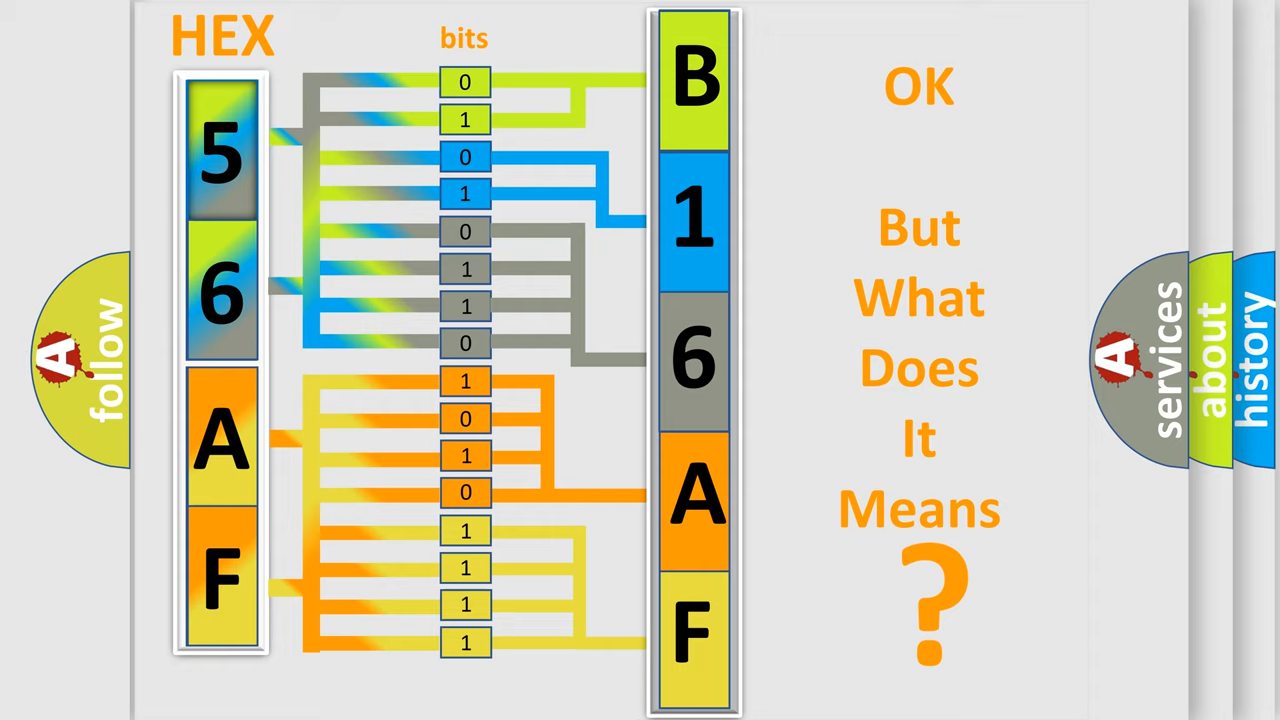 HEX
bits
5
6
A
F
0
1
0
1
0
1
1
0
1
0
1
0
1
1
1
1
B
1
6
A
F
OK
But
What
Does
It
Means
?
A
follow
A
services
about
history